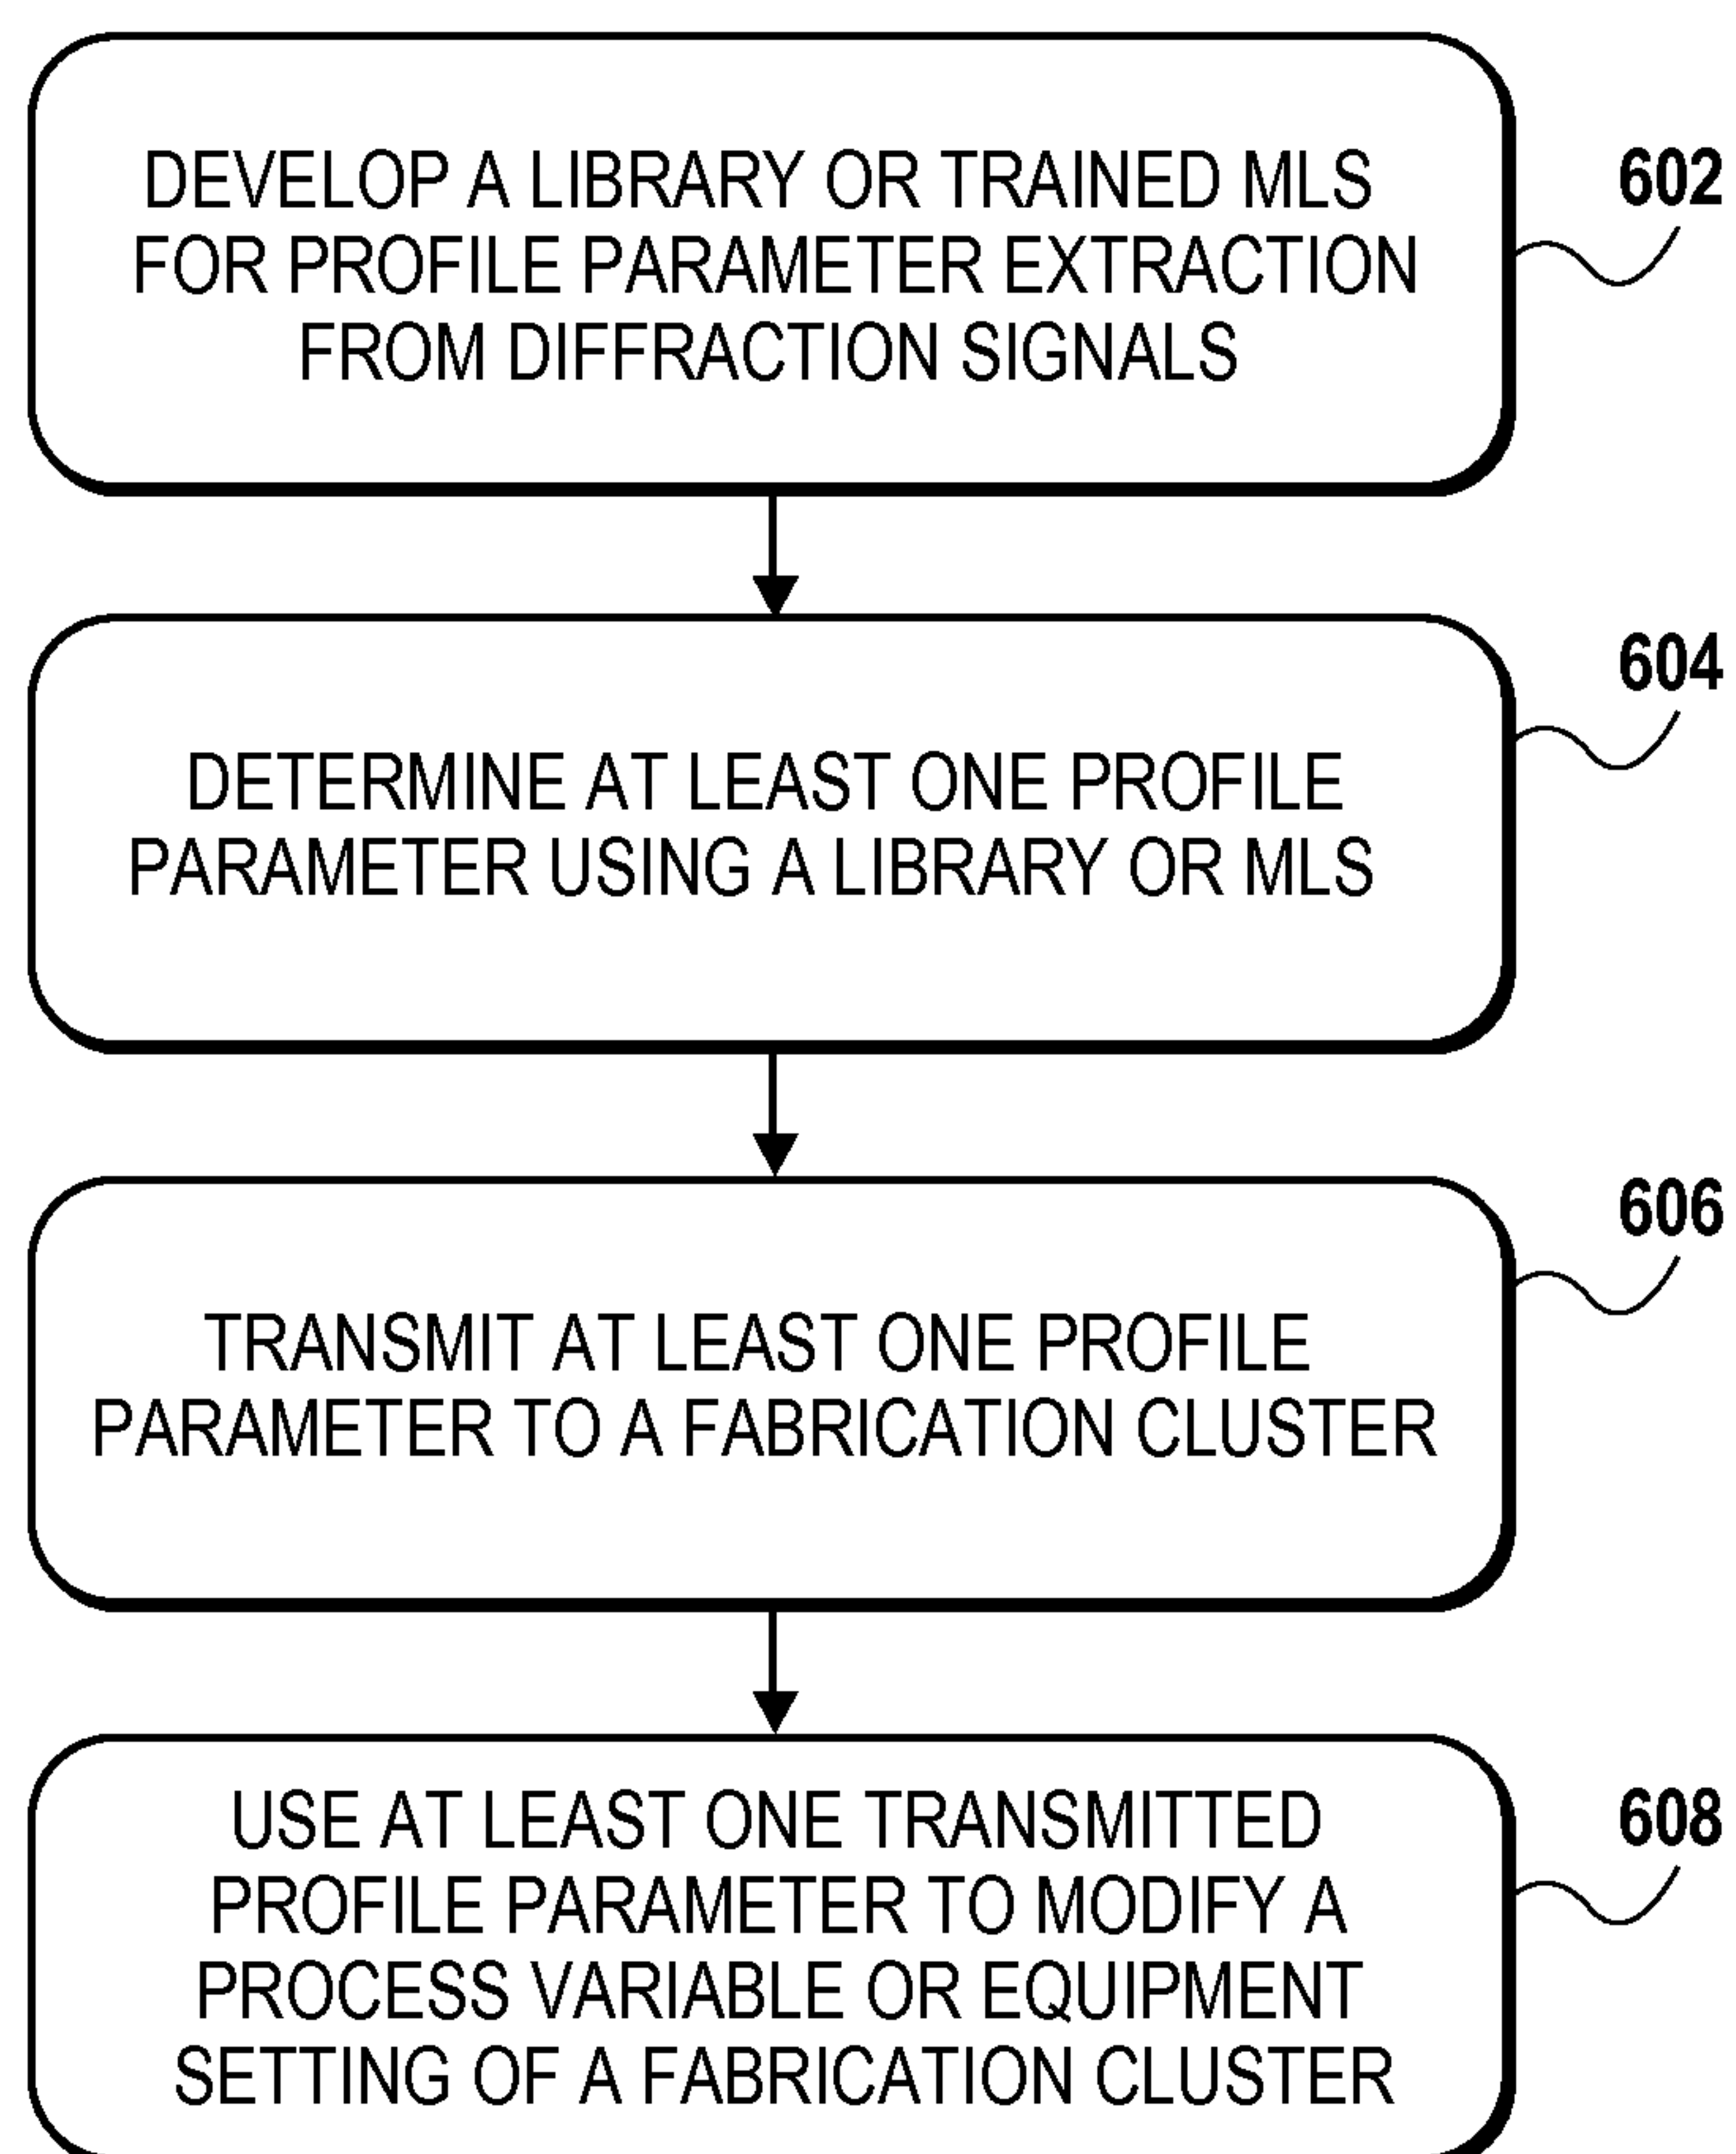 DEVELOP A LIBRARY OR TRAINED MLS
FOR PROFILE PARAMETER EXTRACTION
FROM DIFFRACTION SIGNALS
602
DETERMINE AT LEAST ONE PROFILE
PARAMETER USING A LIBRARY OR MLS
604
TRANSMIT AT LEAST ONE PROFILE
PARAMETER TO A FABRICATION CLUSTER
606
USE AT LEAST ONE TRANSMITTED
PROFILE PARAMETER TO MODIFY A
PROCESS VARIABLE OR EQUIPMENT
SETTING OF A FABRICATION CLUSTER
608